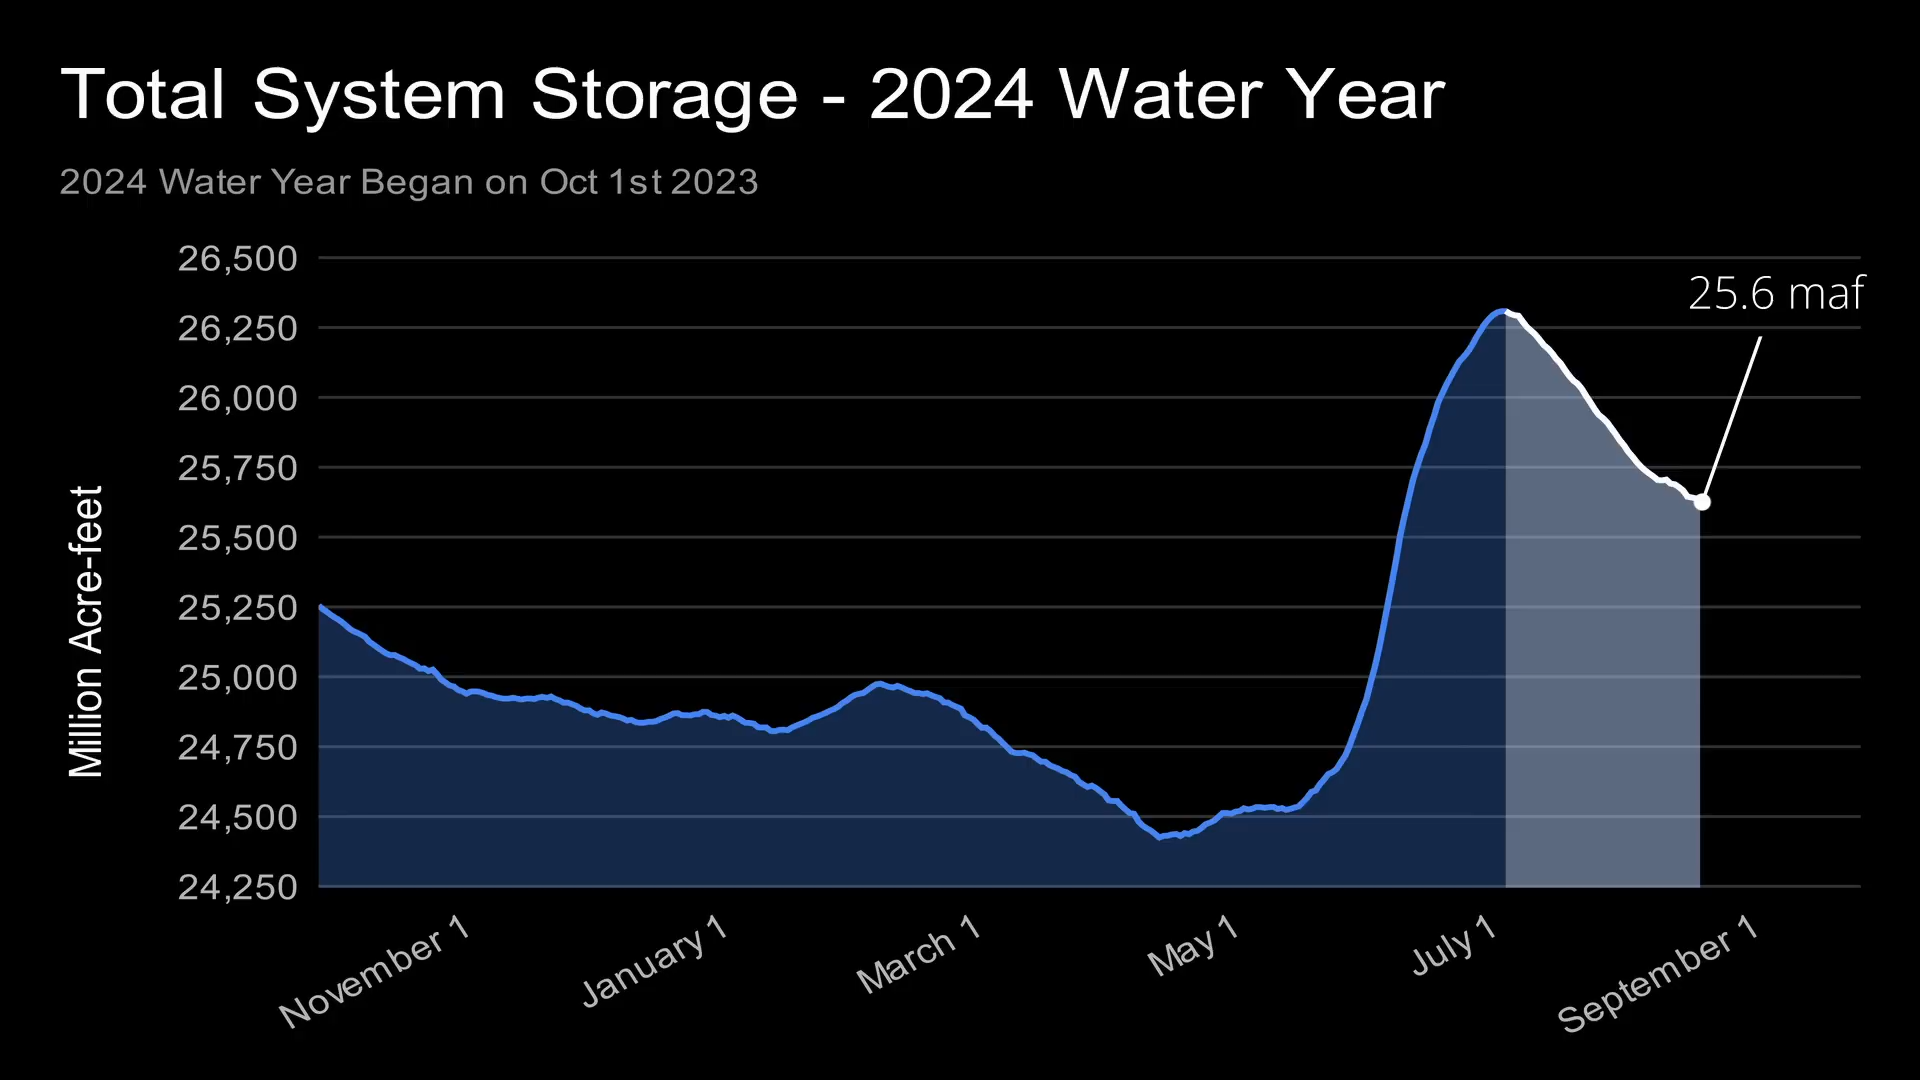 Total System Storage - 2024 Water Year
2024 Water Year Began on Oct 1st 2023
26,500
25.6 maf
26,250
26,000
25,750
25,500
25,250
25,000
24,750
24,500
24,250
Million Acre-feet
November 1
January 1
March 1
May 1
July 1
September 1